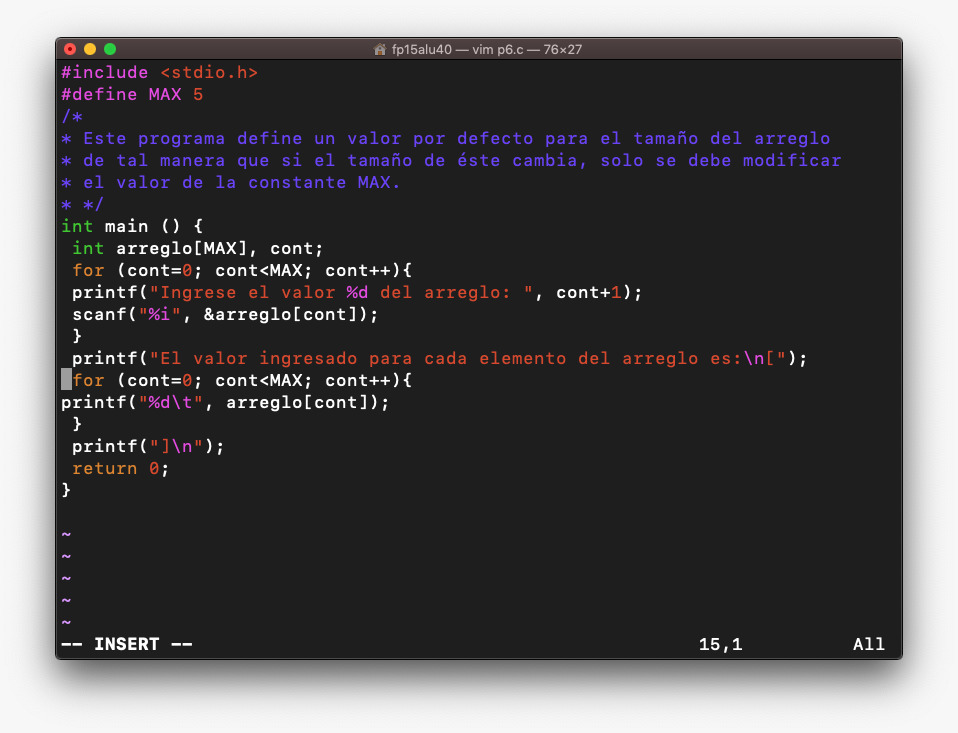 fp15alu40 — vim p6.c — 76×27
#include <stdio.h>
#define MAX 5
/*
* Este programa define un valor por defecto para el tamaño del arreglo
* de tal manera que si el tamaño de éste cambia, solo se debe modificar
* el valor de la constante MAX.
* */
int main () {
 int arreglo[MAX], cont;
 for (cont=0; cont<MAX; cont++){
 printf("Ingrese el valor %d del arreglo: ", cont+1);
 scanf("%i", &arreglo[cont]);
 }
 printf("El valor ingresado para cada elemento del arreglo es:\n[");
 for (cont=0; cont<MAX; cont++){
printf("%d\t", arreglo[cont]);
 }
 printf("]\n");
 return 0;
}
~
~
~
~
~
-- INSERT -- 15,1 All